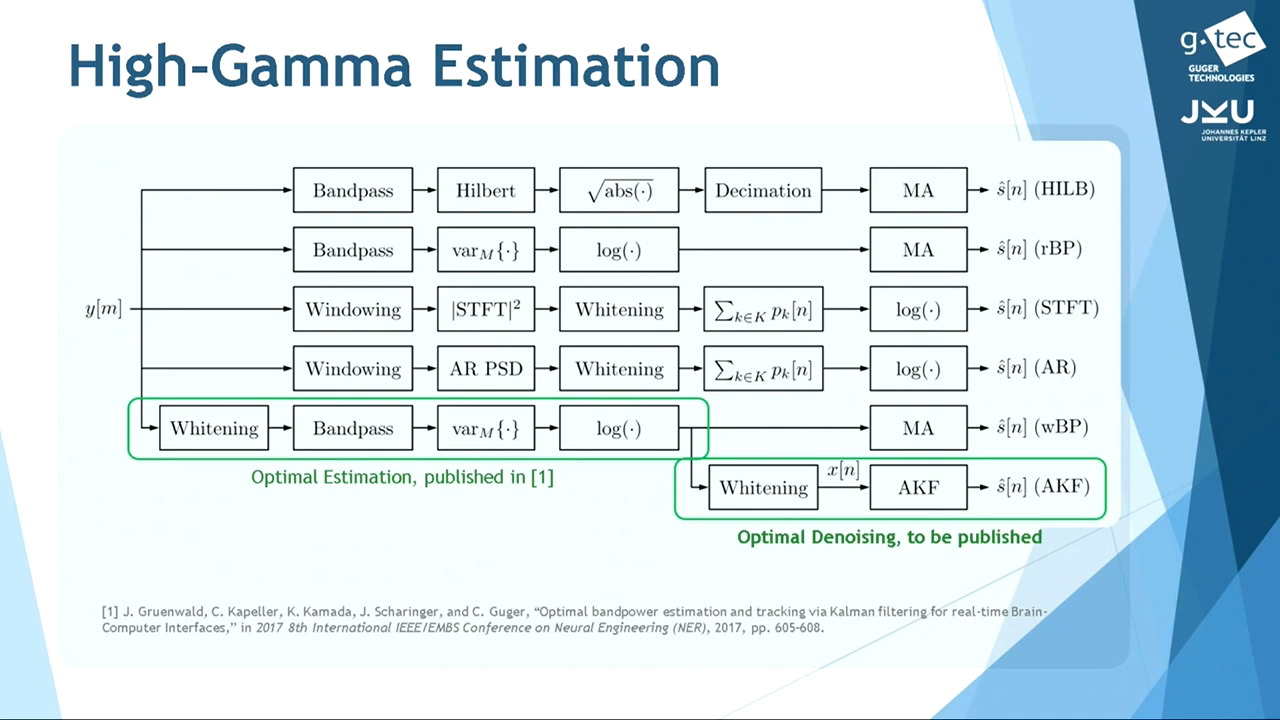 High-Gamma Estimation
g.tec
GUGER
TECHNOLOGIES
JKU
JOHANNES KEPLER
UNIVERSITÄT LINZ
Bandpass Hilbert √abs(·) Decimation MA ŝ[n] (HILB)
Bandpass var_M{·} log(·) MA ŝ[n] (rBP)
y[m] Windowing |STFT|² Whitening ∑_{k∈K} p_k[n] log(·) ŝ[n] (STFT)
Windowing AR PSD Whitening ∑_{k∈K} p_k[n] log(·) ŝ[n] (AR)
Whitening Bandpass var_M{·} log(·) MA ŝ[n] (wBP)
Optimal Estimation, published in [1]
Whitening x[n] AKF ŝ[n] (AKF)
Optimal Denoising, to be published
[1] J. Gruenwald, C. Kapeller, K. Kamada, J. Scharinger, and C. Guger, “Optimal bandpower estimation and tracking via Kalman filtering for real-time Brain-
Computer Interfaces,” in 2017 8th International IEEE/EMBS Conference on Neural Engineering (NER), 2017, pp. 605-608.